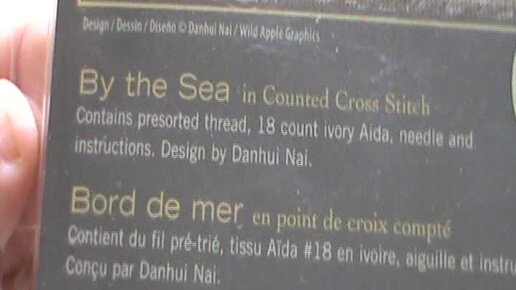 Design / Dessin / Diseño © Danhui Nai / Wild Apple Graphics
By the Sea in Counted Cross Stitch
Contains presorted thread, 18 count ivory Aida, needle and
instructions. Design by Danhui Nai.
Bord de mer en point de croix compté
Contient du fil pré-trié, tissu Aïda #18 en ivoire, aiguille et instru
Conçu par Danhui Nai.